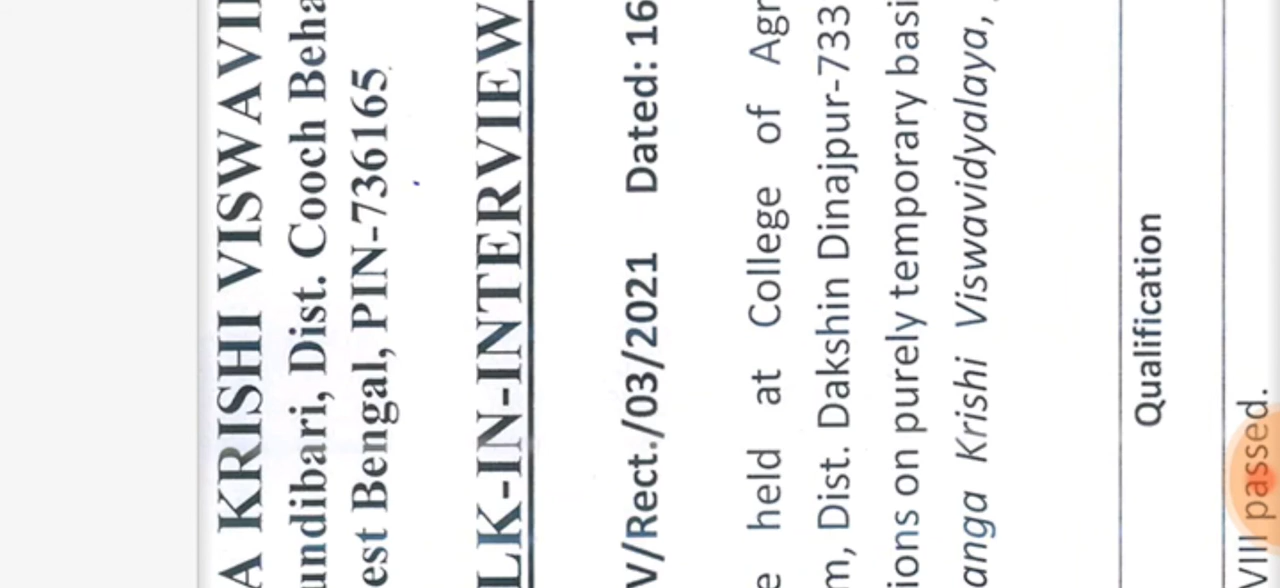 A KRISHI VISWAVI
undibari, Dist. Cooch Beha
est Bengal, PIN-736165
LK-IN-INTERVIEW
V/Rect./03/2021 Dated: 16
e held at College of Agr
m, Dist. Dakshin Dinajpur-733
ions on purely temporary basi
anga Krishi Viswavidyalaya,
Qualification
VIII passed.